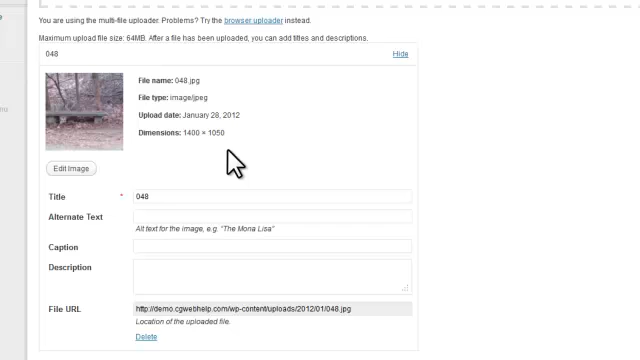 You are using the multi-file uploader. Problems? Try the browser uploader instead.
Maximum upload file size: 64MB. After a file has been uploaded, you can add titles and descriptions.
048 Hide
File name: 048.jpg
File type: image/jpeg
Upload date: January 28, 2012
Dimensions: 1400 × 1050
Edit Image
Title * 048
Alternate Text
Alt text for the image, e.g. "The Mona Lisa"
Caption
Description
File URL http://demo.cgwebhelp.com/wp-content/uploads/2012/01/048.jpg
Location of the uploaded file.
Delete